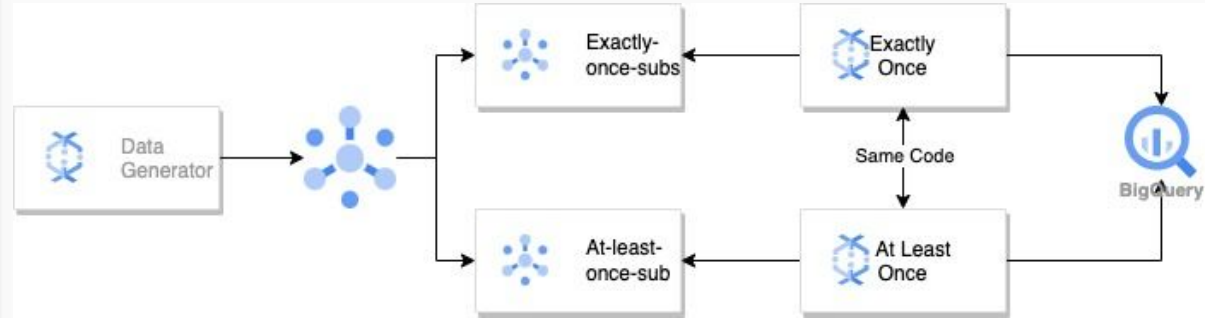 Exactly-
once-subs
Exactly
Once
Data
Generator
Same Code
BigQuery
At-least-
once-sub
At Least
Once